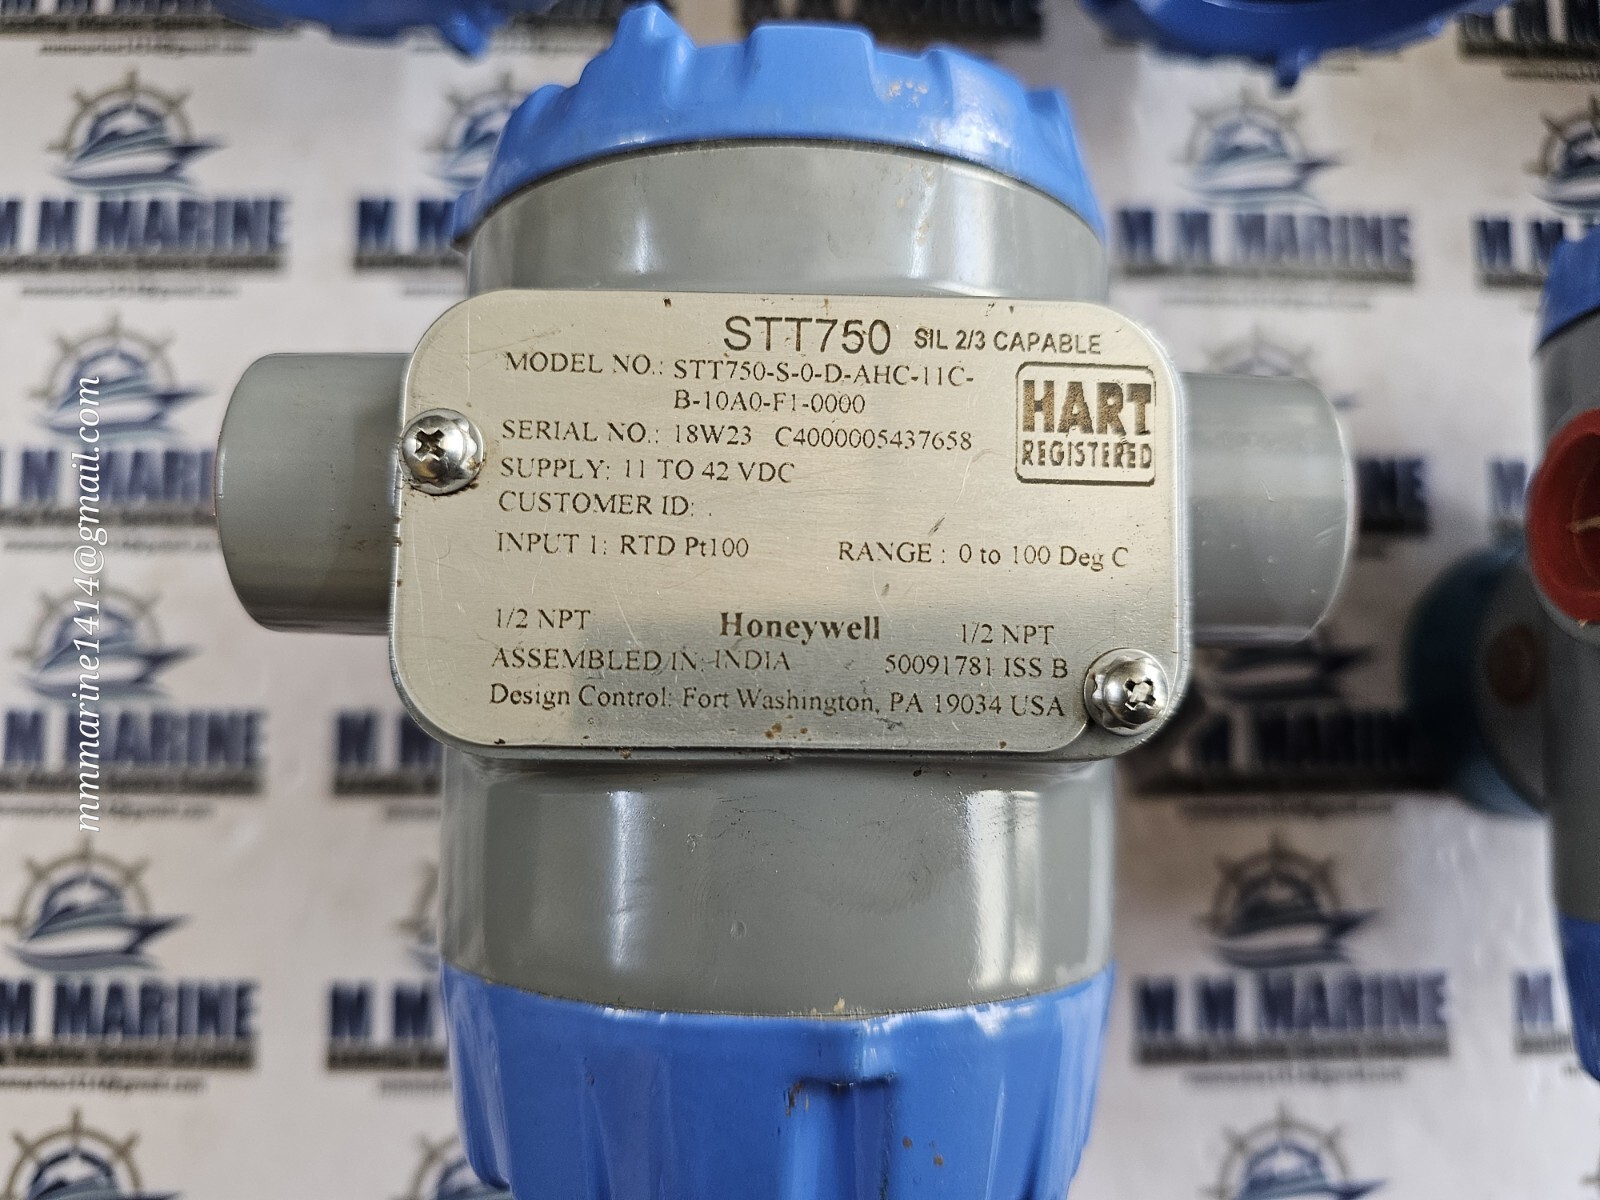 STT750 SIL 2/3 CAPABLE
MODEL NO.: STT750-S-0-D-AHC-11C-
B-10A0-F1-0000
HART
REGISTERED
SERIAL NO.: 18W23 C4000005437658
SUPPLY: 11 TO 42 VDC
CUSTOMER ID: .
INPUT 1: RTD Pt100 RANGE : 0 to 100 Deg C
1/2 NPT Honeywell 1/2 NPT
ASSEMBLED IN INDIA 50091781 ISS B
Design Control: Fort Washington, PA 19034 USA
mmmarine1414@gmail.com
M M MARINE
M M MARINE
M M MARINE
M M MARINE